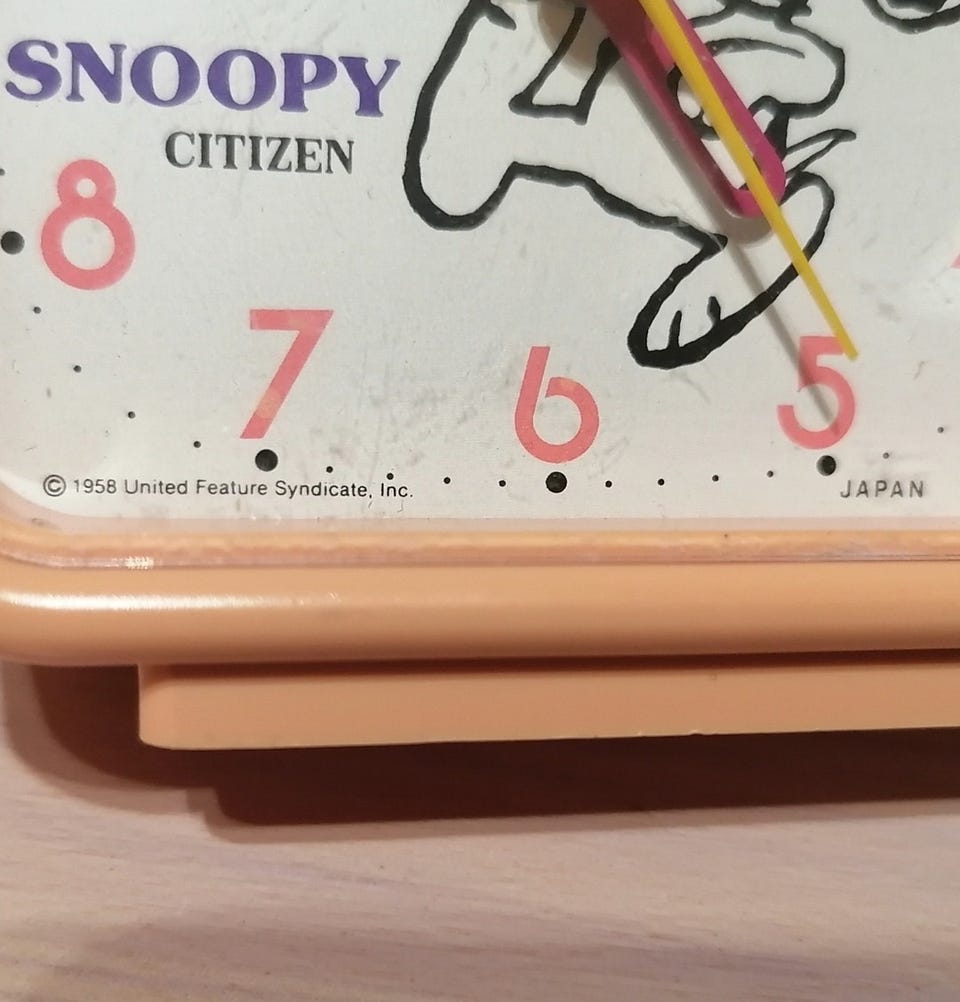 SNOOPY
CITIZEN
8
7
6
5
© 1958 United Feature Syndicate, Inc.
JAPAN